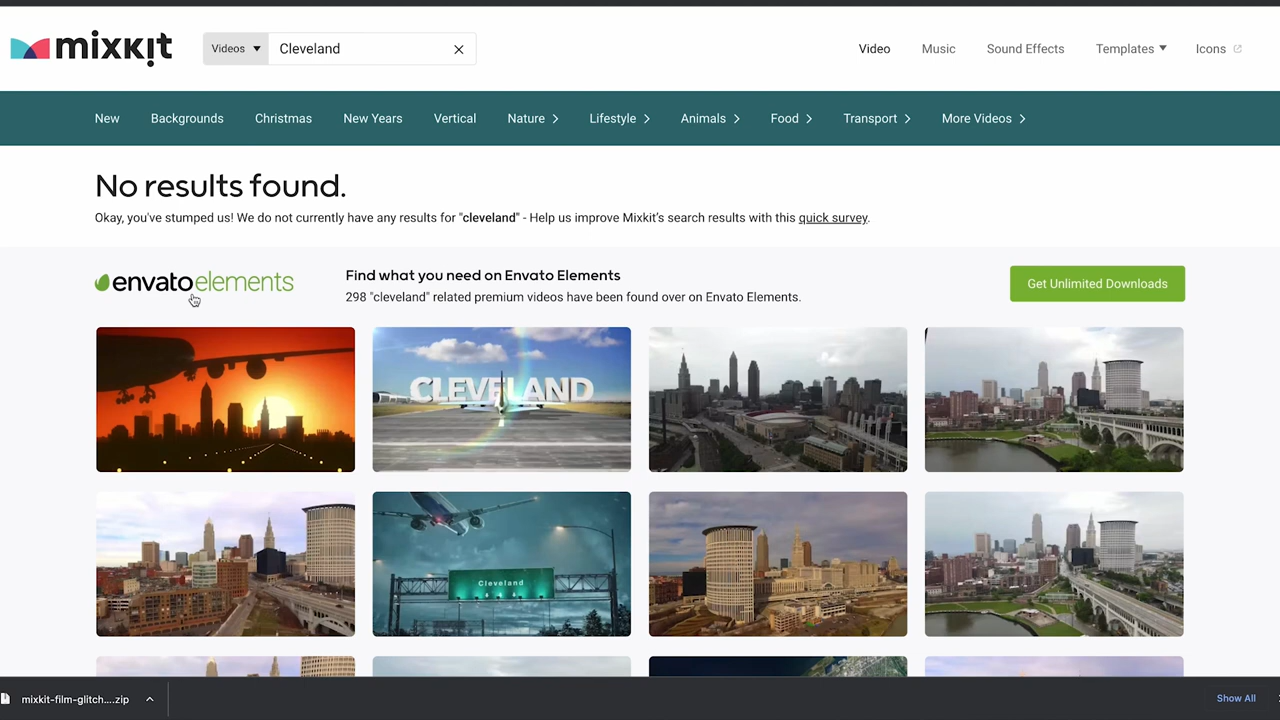 mixkit
Videos
Cleveland
Video
Music
Sound Effects
Templates
Icons
New
Backgrounds
Christmas
New Years
Vertical
Nature
Lifestyle
Animals
Food
Transport
More Videos
No results found.
Okay, you've stumped us! We do not currently have any results for "cleveland" - Help us improve Mixkit's search results with this quick survey.
envatoelements
Find what you need on Envato Elements
298 "cleveland" related premium videos have been found over on Envato Elements.
Get Unlimited Downloads
CLEVELAND
Cleveland
mixkit-film-glitch....zip
Show All